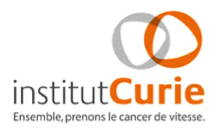 institutCurie
Ensemble, prenons le cancer de vitesse.